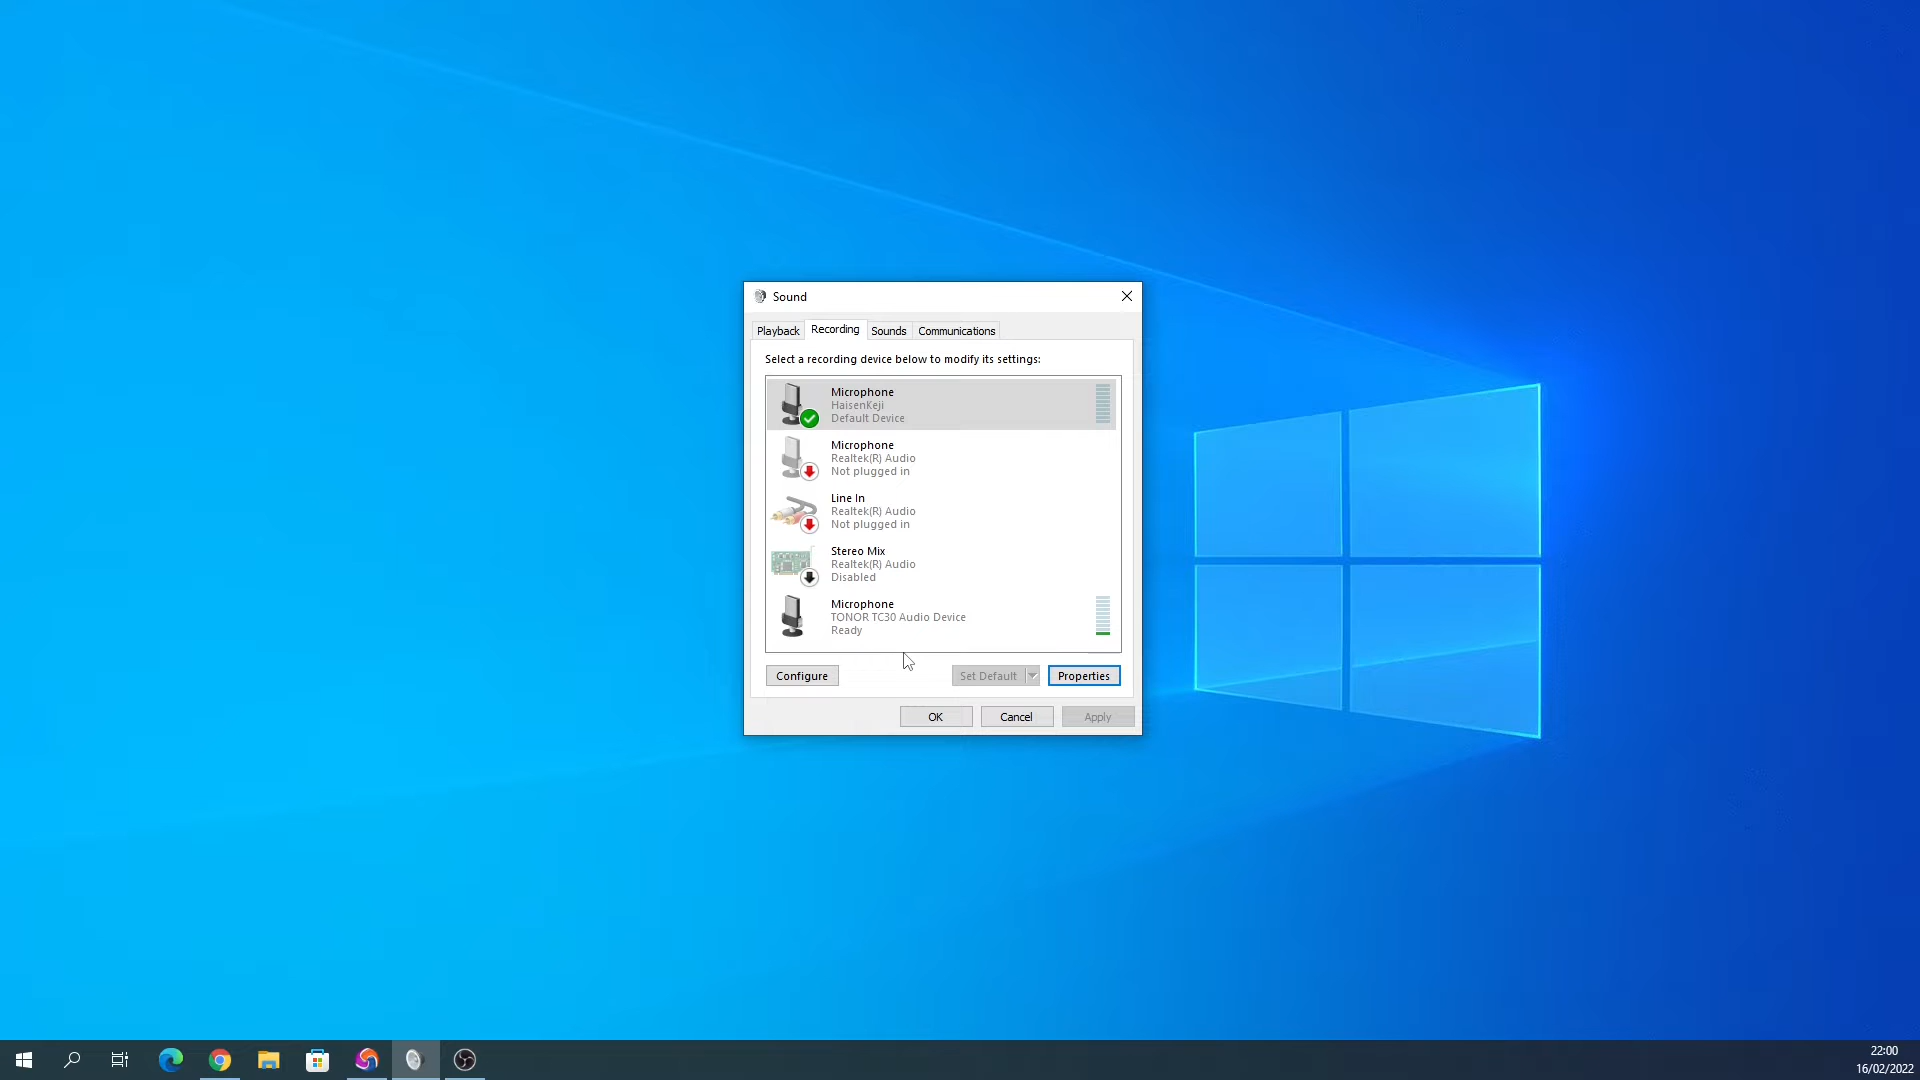 Sound
Playback
Recording
Sounds
Communications
Select a recording device below to modify its settings:
Microphone
HaisenKeji
Default Device
Microphone
Realtek(R) Audio
Not plugged in
Line In
Realtek(R) Audio
Not plugged in
Stereo Mix
Realtek(R) Audio
Disabled
Microphone
TONOR TC30 Audio Device
Ready
Configure
Set Default
Properties
OK
Cancel
Apply
22:00
16/02/2022